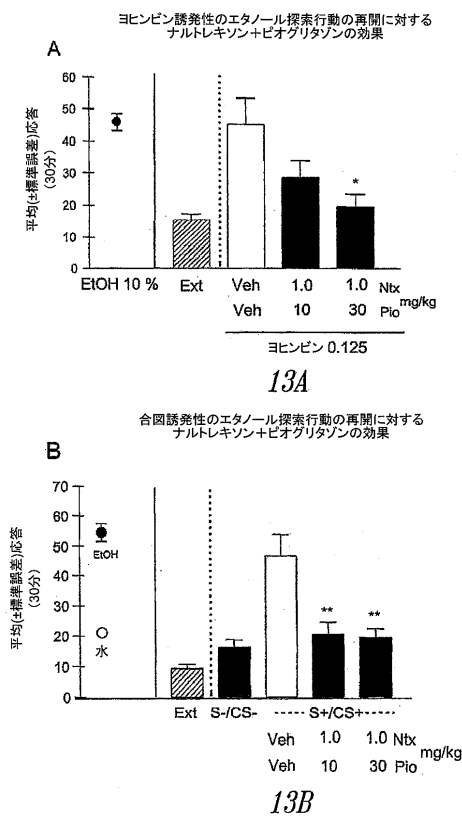 ヨヒンビン誘発性のエタノール探索行動の再開に対する
ナルトレキソン＋ピオグリタゾンの効果
A
平均(±標準誤差)応答
(30分)
60
50
40
30
20
10
0
*
EtOH 10 %
Ext
Veh 1.0 1.0 Ntx
Veh 10 30 Pio
mg/kg
ヨヒンビン 0.125
13A
合図誘発性のエタノール探索行動の再開に対する
ナルトレキソン＋ピオグリタゾンの効果
B
平均(±標準誤差)応答
(30分)
70
60
50
40
30
20
10
0
EtOH
水
** **
Ext S-/CS- S+/CS+
Veh 1.0 1.0 Ntx
Veh 10 30 Pio
mg/kg
13B